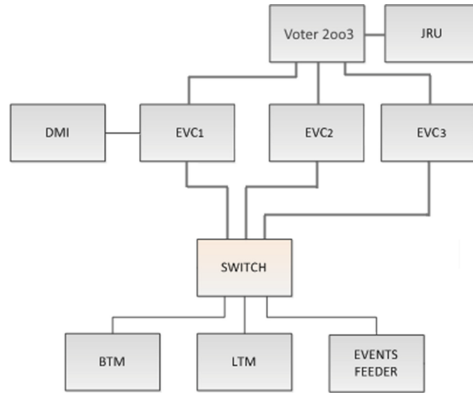 Voter 2oo3
JRU
DMI
EVC1
EVC2
EVC3
SWITCH
BTM
LTM
EVENTS
FEEDER